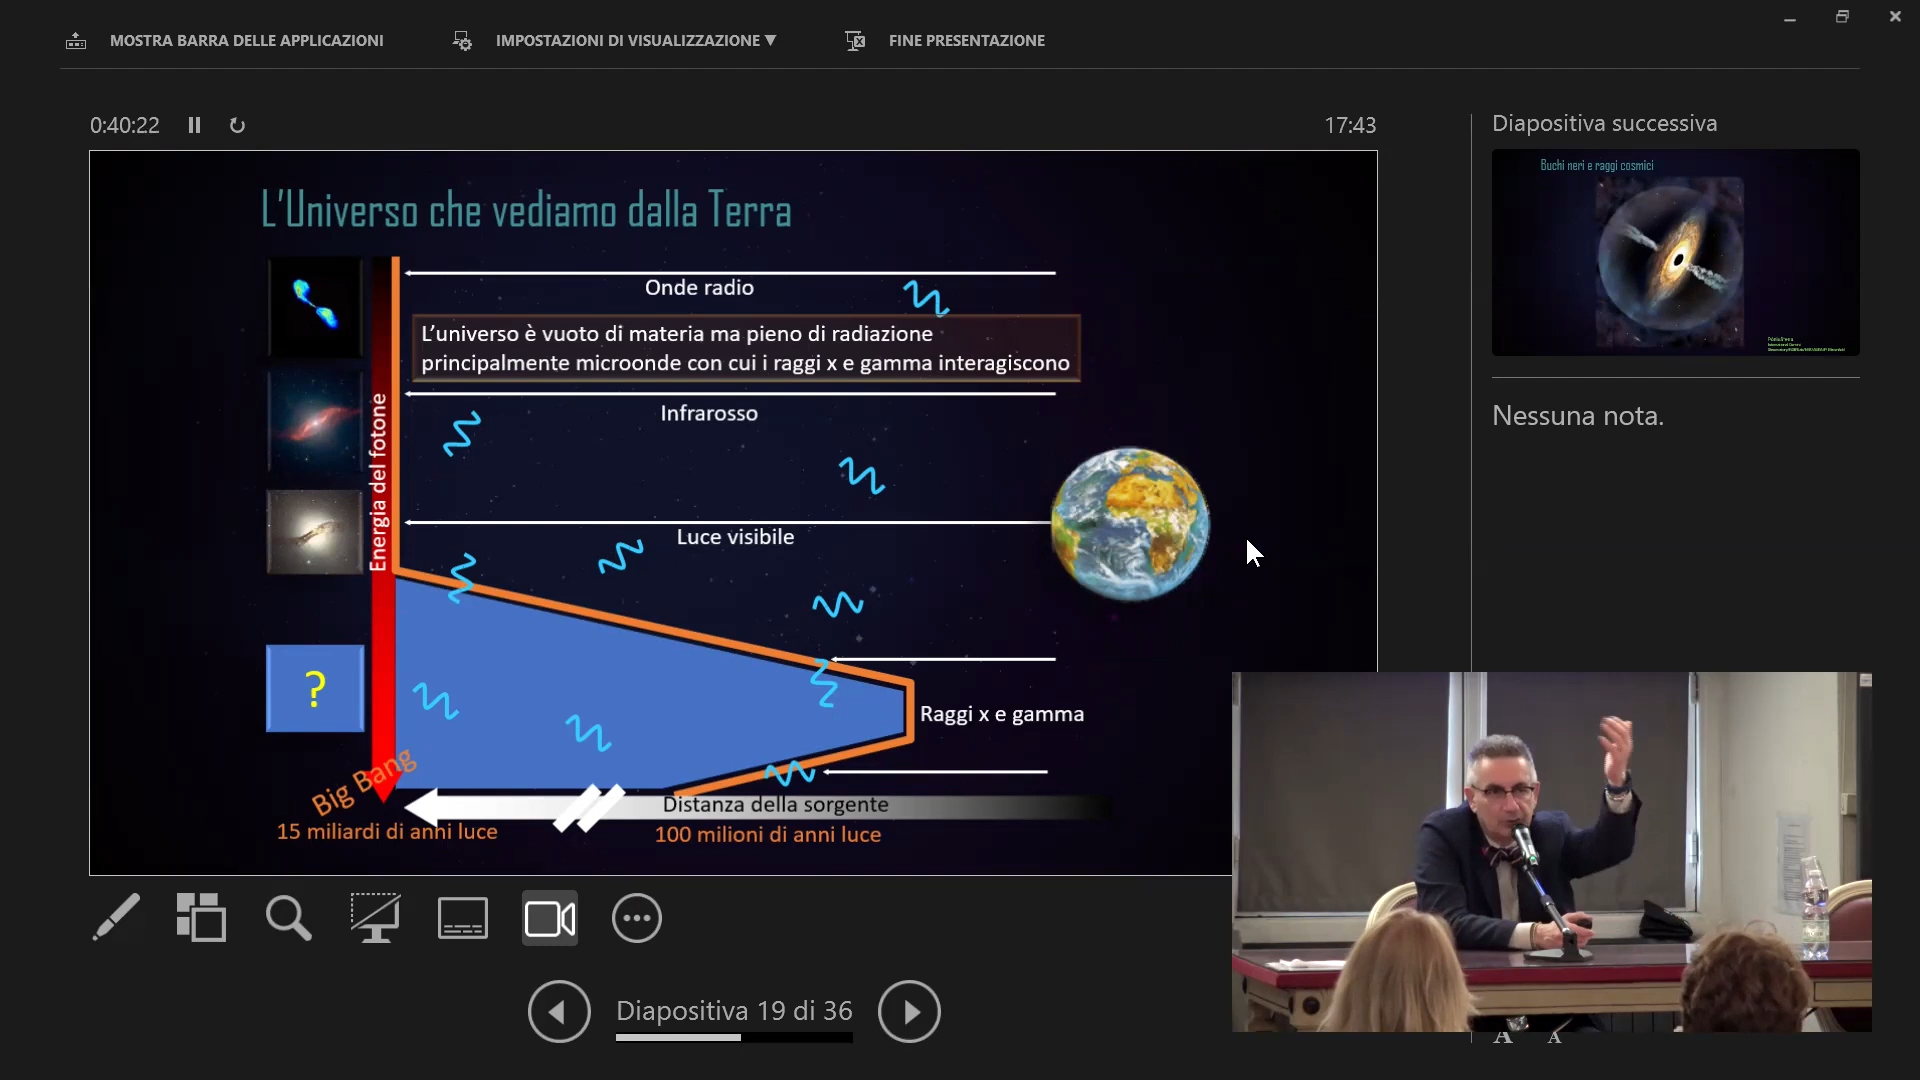 MOSTRA BARRA DELLE APPLICAZIONI
IMPOSTAZIONI DI VISUALIZZAZIONE ▼
FINE PRESENTAZIONE
0:40:22
17:43
Diapositiva successiva
L'Universo che vediamo dalla Terra
Onde radio
L'universo è vuoto di materia ma pieno di radiazione
principalmente microonde con cui i raggi x e gamma interagiscono
Infrarosso
Energia del fotone
Luce visibile
?
Raggi x e gamma
Big Bang
Distanza della sorgente
15 miliardi di anni luce
100 milioni di anni luce
Buchi neri e raggi cosmici
Nessuna nota.
Diapositiva 19 di 36
A A